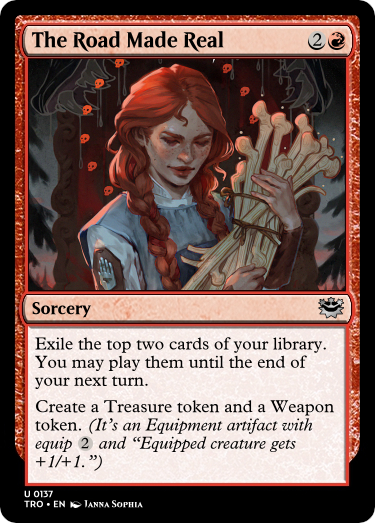 The Road Made Real 2
Sorcery
Exile the top two cards of your library.
You may play them until the end of
your next turn.
Create a Treasure token and a Weapon
token. (It's an Equipment artifact with
equip 2 and “Equipped creature gets
+1/+1.”)
U 0137
TRO • EN Janna Sophia